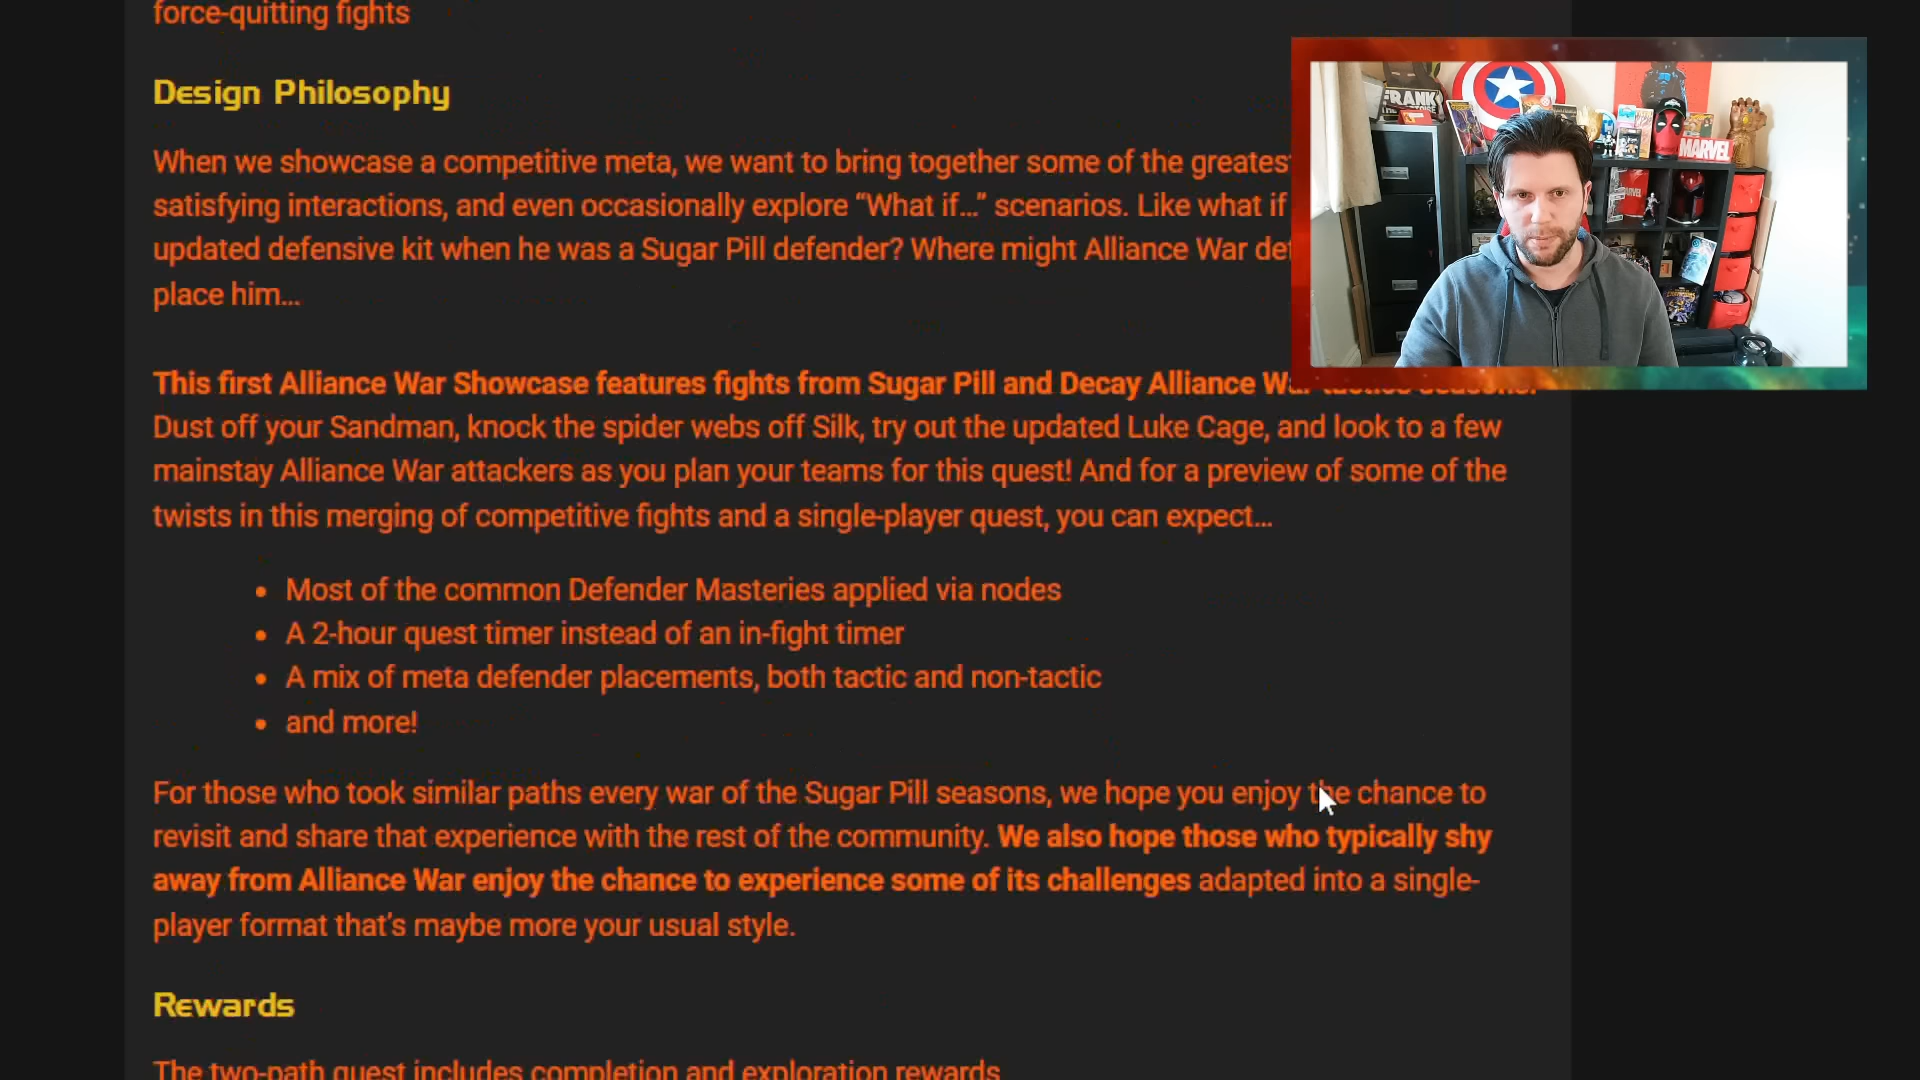 force-quitting fights
Design Philosophy
When we showcase a competitive meta, we want to bring together some of the greatest
satisfying interactions, and even occasionally explore “What if…” scenarios. Like what if
updated defensive kit when he was a Sugar Pill defender? Where might Alliance War def
place him…
This first Alliance War Showcase features fights from Sugar Pill and Decay Alliance War tactics seasons.
Dust off your Sandman, knock the spider webs off Silk, try out the updated Luke Cage, and look to a few
mainstay Alliance War attackers as you plan your teams for this quest! And for a preview of some of the
twists in this merging of competitive fights and a single-player quest, you can expect…
• Most of the common Defender Masteries applied via nodes
• A 2-hour quest timer instead of an in-fight timer
• A mix of meta defender placements, both tactic and non-tactic
• and more!
For those who took similar paths every war of the Sugar Pill seasons, we hope you enjoy the chance to
revisit and share that experience with the rest of the community. We also hope those who typically shy
away from Alliance War enjoy the chance to experience some of its challenges adapted into a single-
player format that’s maybe more your usual style.
Rewards
The two-path quest includes completion and exploration rewards
FRANK
MARVEL